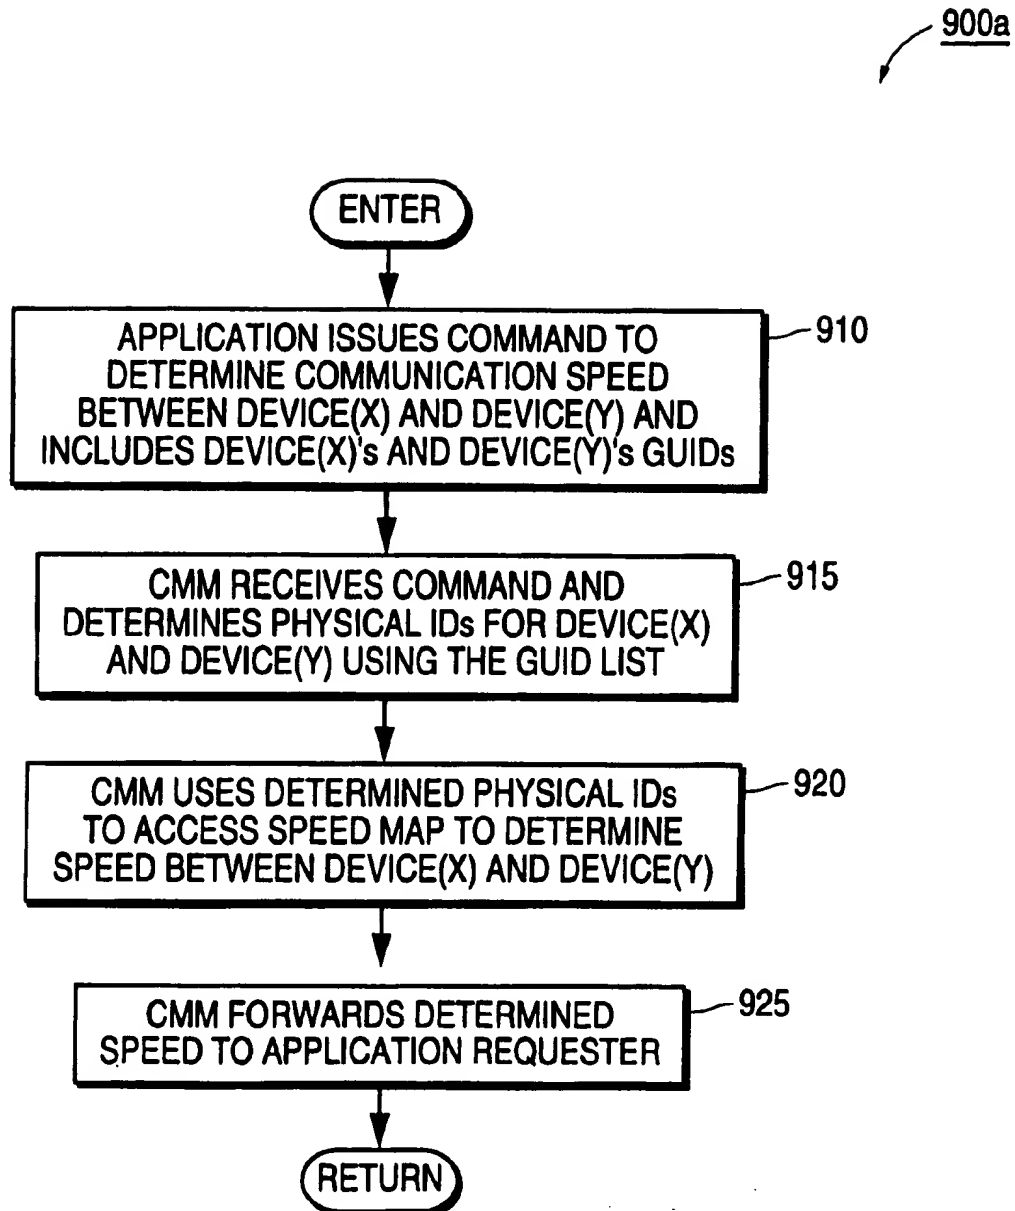 900a
ENTER
APPLICATION ISSUES COMMAND TO
DETERMINE COMMUNICATION SPEED
BETWEEN DEVICE(X) AND DEVICE(Y) AND
INCLUDES DEVICE(X)'s AND DEVICE(Y)'s GUIDs
910
CMM RECEIVES COMMAND AND
DETERMINES PHYSICAL IDs FOR DEVICE(X)
AND DEVICE(Y) USING THE GUID LIST
915
CMM USES DETERMINED PHYSICAL IDs
TO ACCESS SPEED MAP TO DETERMINE
SPEED BETWEEN DEVICE(X) AND DEVICE(Y)
920
CMM FORWARDS DETERMINED
SPEED TO APPLICATION REQUESTER
925
RETURN